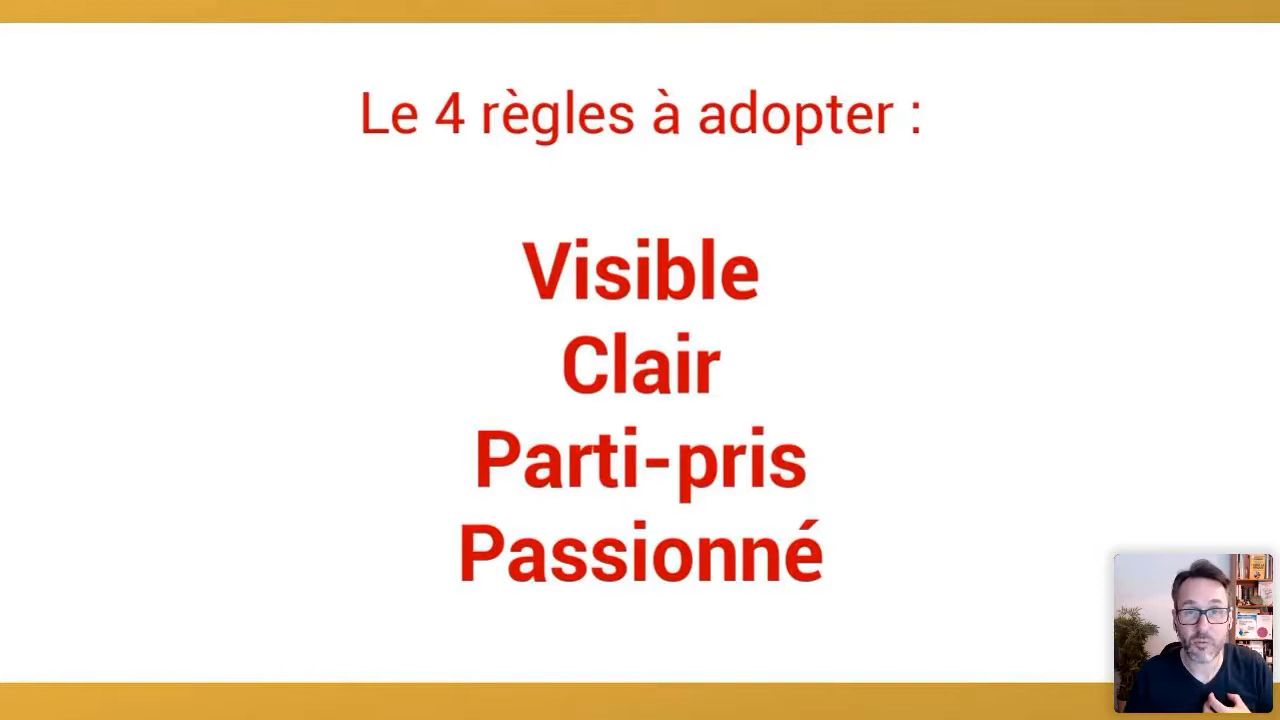 Le 4 règles à adopter :
Visible
Clair
Parti-pris
Passionné